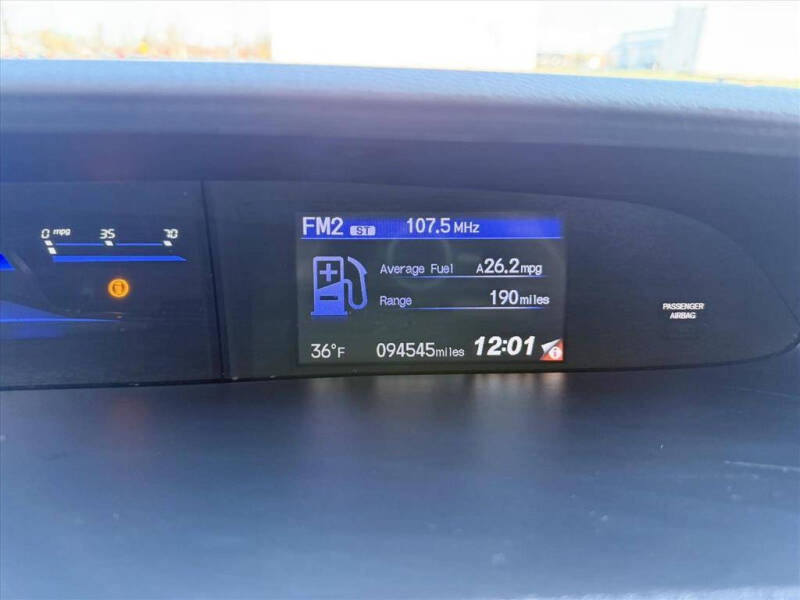 0 mpg 35 70
FM2 ST 107.5 MHz
Average Fuel A26.2mpg
Range 190miles
36°F 094545miles 12:01 i
PASSENGER
AIRBAG